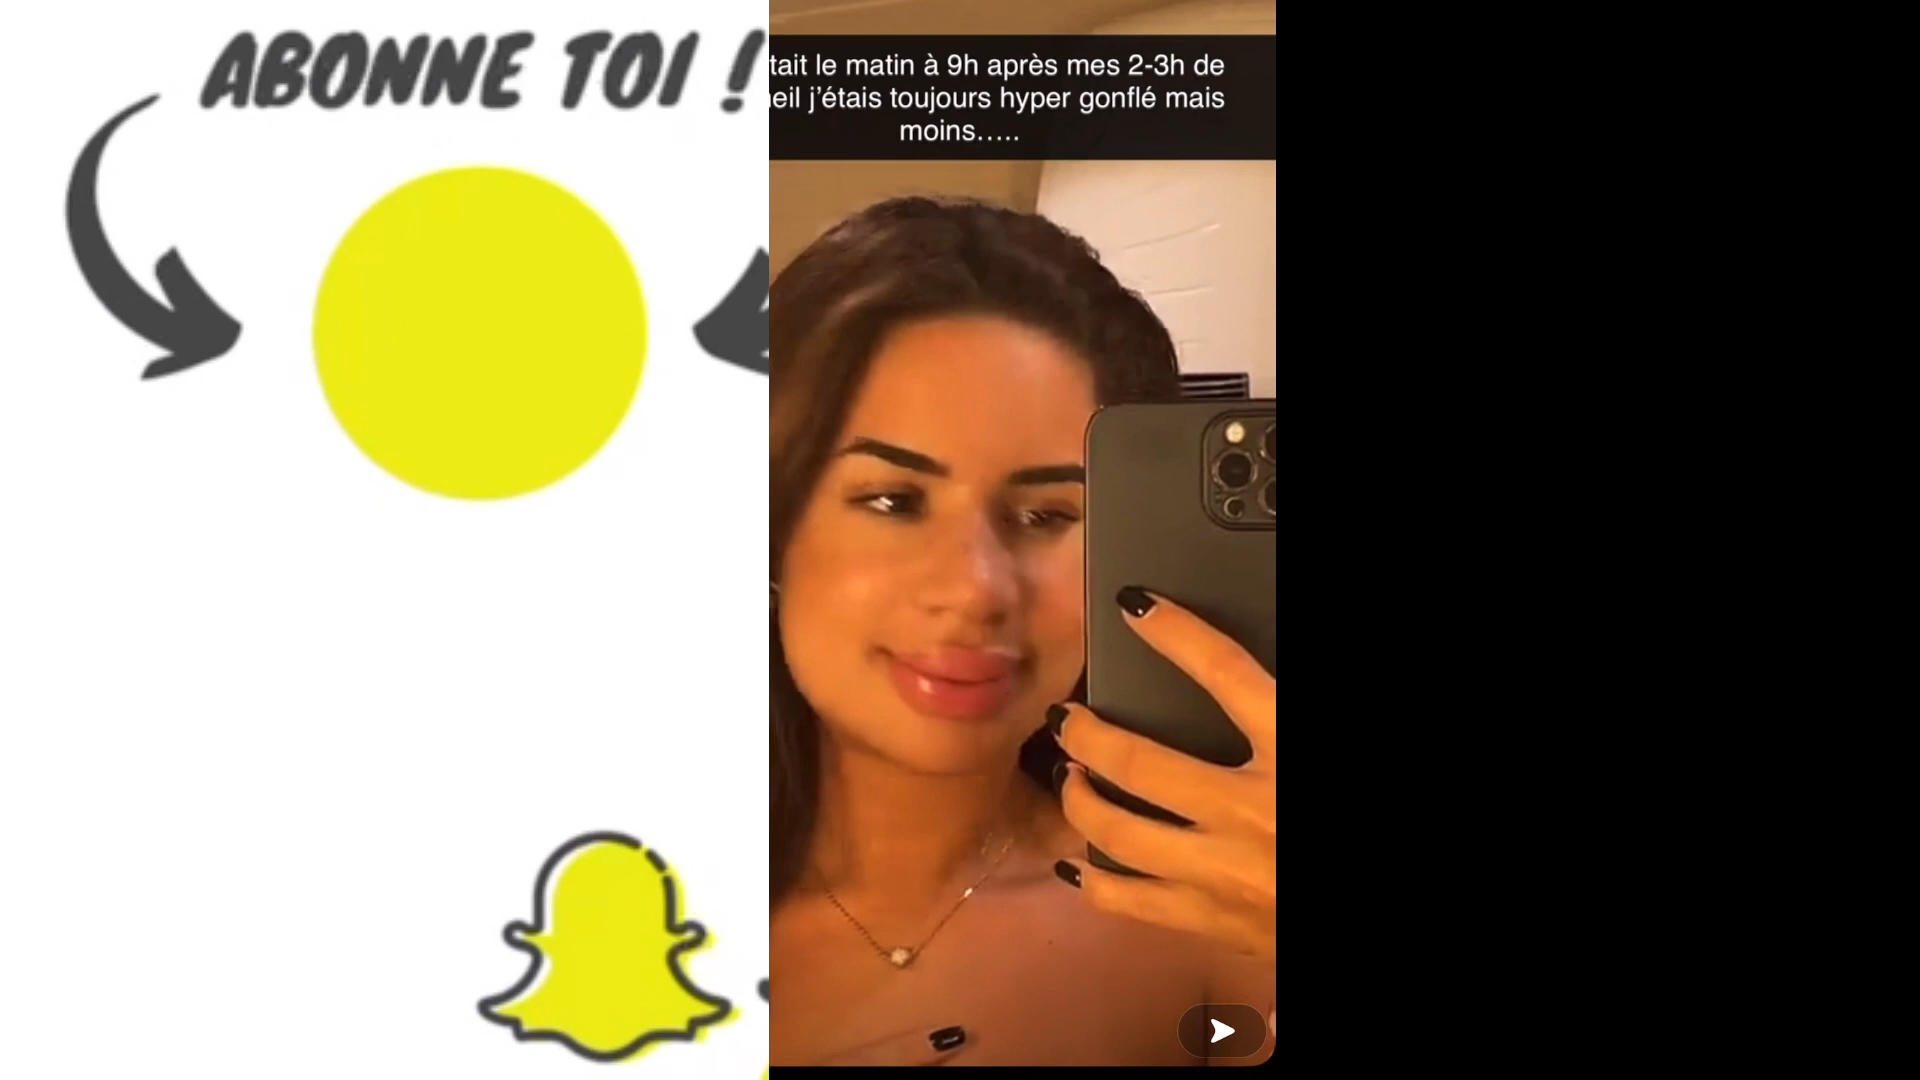 ABONNE TOI !
tait le matin à 9h après mes 2-3h de
eil j'étais toujours hyper gonflé mais
moins.....